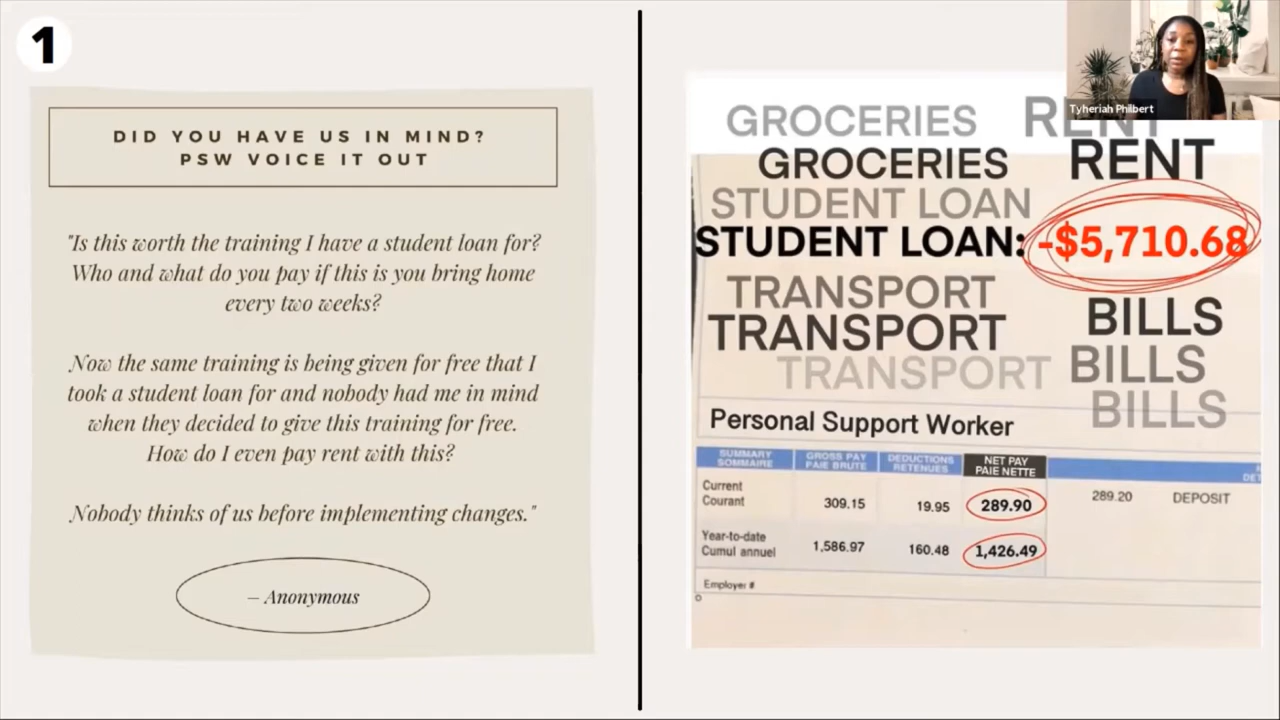 1
DID YOU HAVE US IN MIND?
PSW VOICE IT OUT
"Is this worth the training I have a student loan for?
Who and what do you pay if this is you bring home
every two weeks?
Now the same training is being given for free that I
took a student loan for and nobody had me in mind
when they decided to give this training for free.
How do I even pay rent with this?
Nobody thinks of us before implementing changes."
– Anonymous
Tyheriah Philbert
GROCERIES RENT
GROCERIES RENT
STUDENT LOAN
STUDENT LOAN: -$5,710.68
TRANSPORT BILLS
TRANSPORT BILLS
TRANSPORT BILLS
Personal Support Worker
SUMMARY GROSS PAY DEDUCTIONS NET PAY
SOMMAIRE PAIE BRUTE RETENUES PAIE NETTE
Current
Courant 309.15 19.95 289.90 289.20 DEPOSIT
Year-to-date
Cumul annuel 1,586.97 160.48 1,426.49
Employer #